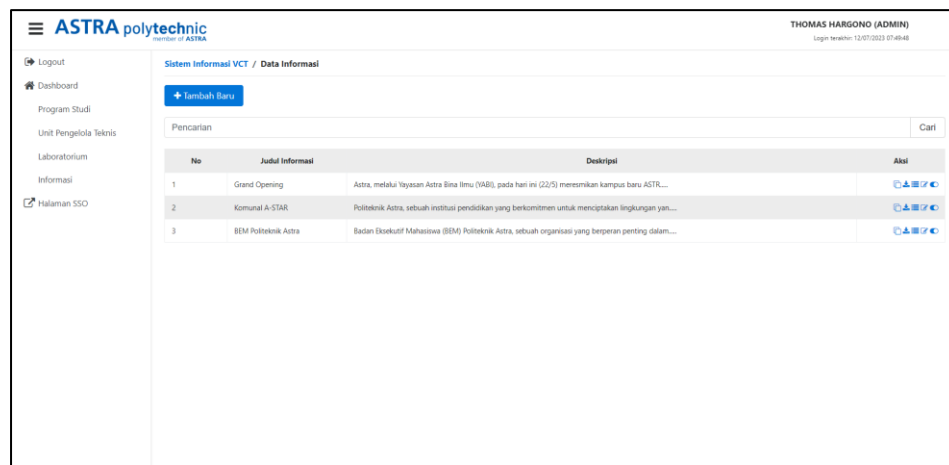 ASTRA polytechnic
member of ASTRA
THOMAS HARGONO (ADMIN)
Login terakhir: 12/07/2023 07:49:48
Logout
Dashboard
Program Studi
Unit Pengelola Teknis
Laboratorium
Informasi
Halaman SSO
Sistem Informasi VCT / Data Informasi
+ Tambah Baru
Pencarian Cari
No Judul Informasi Deskripsi Aksi
1 Grand Opening Astra, melalui Yayasan Astra Bina Ilmu (YABI), pada hari ini (22/5) meresmikan kampus baru ASTR....
2 Komunal A-STAR Politeknik Astra, sebuah institusi pendidikan yang berkomitmen untuk menciptakan lingkungan yan....
3 BEM Politeknik Astra Badan Eksekutif Mahasiswa (BEM) Politeknik Astra, sebuah organisasi yang berperan penting dalam....